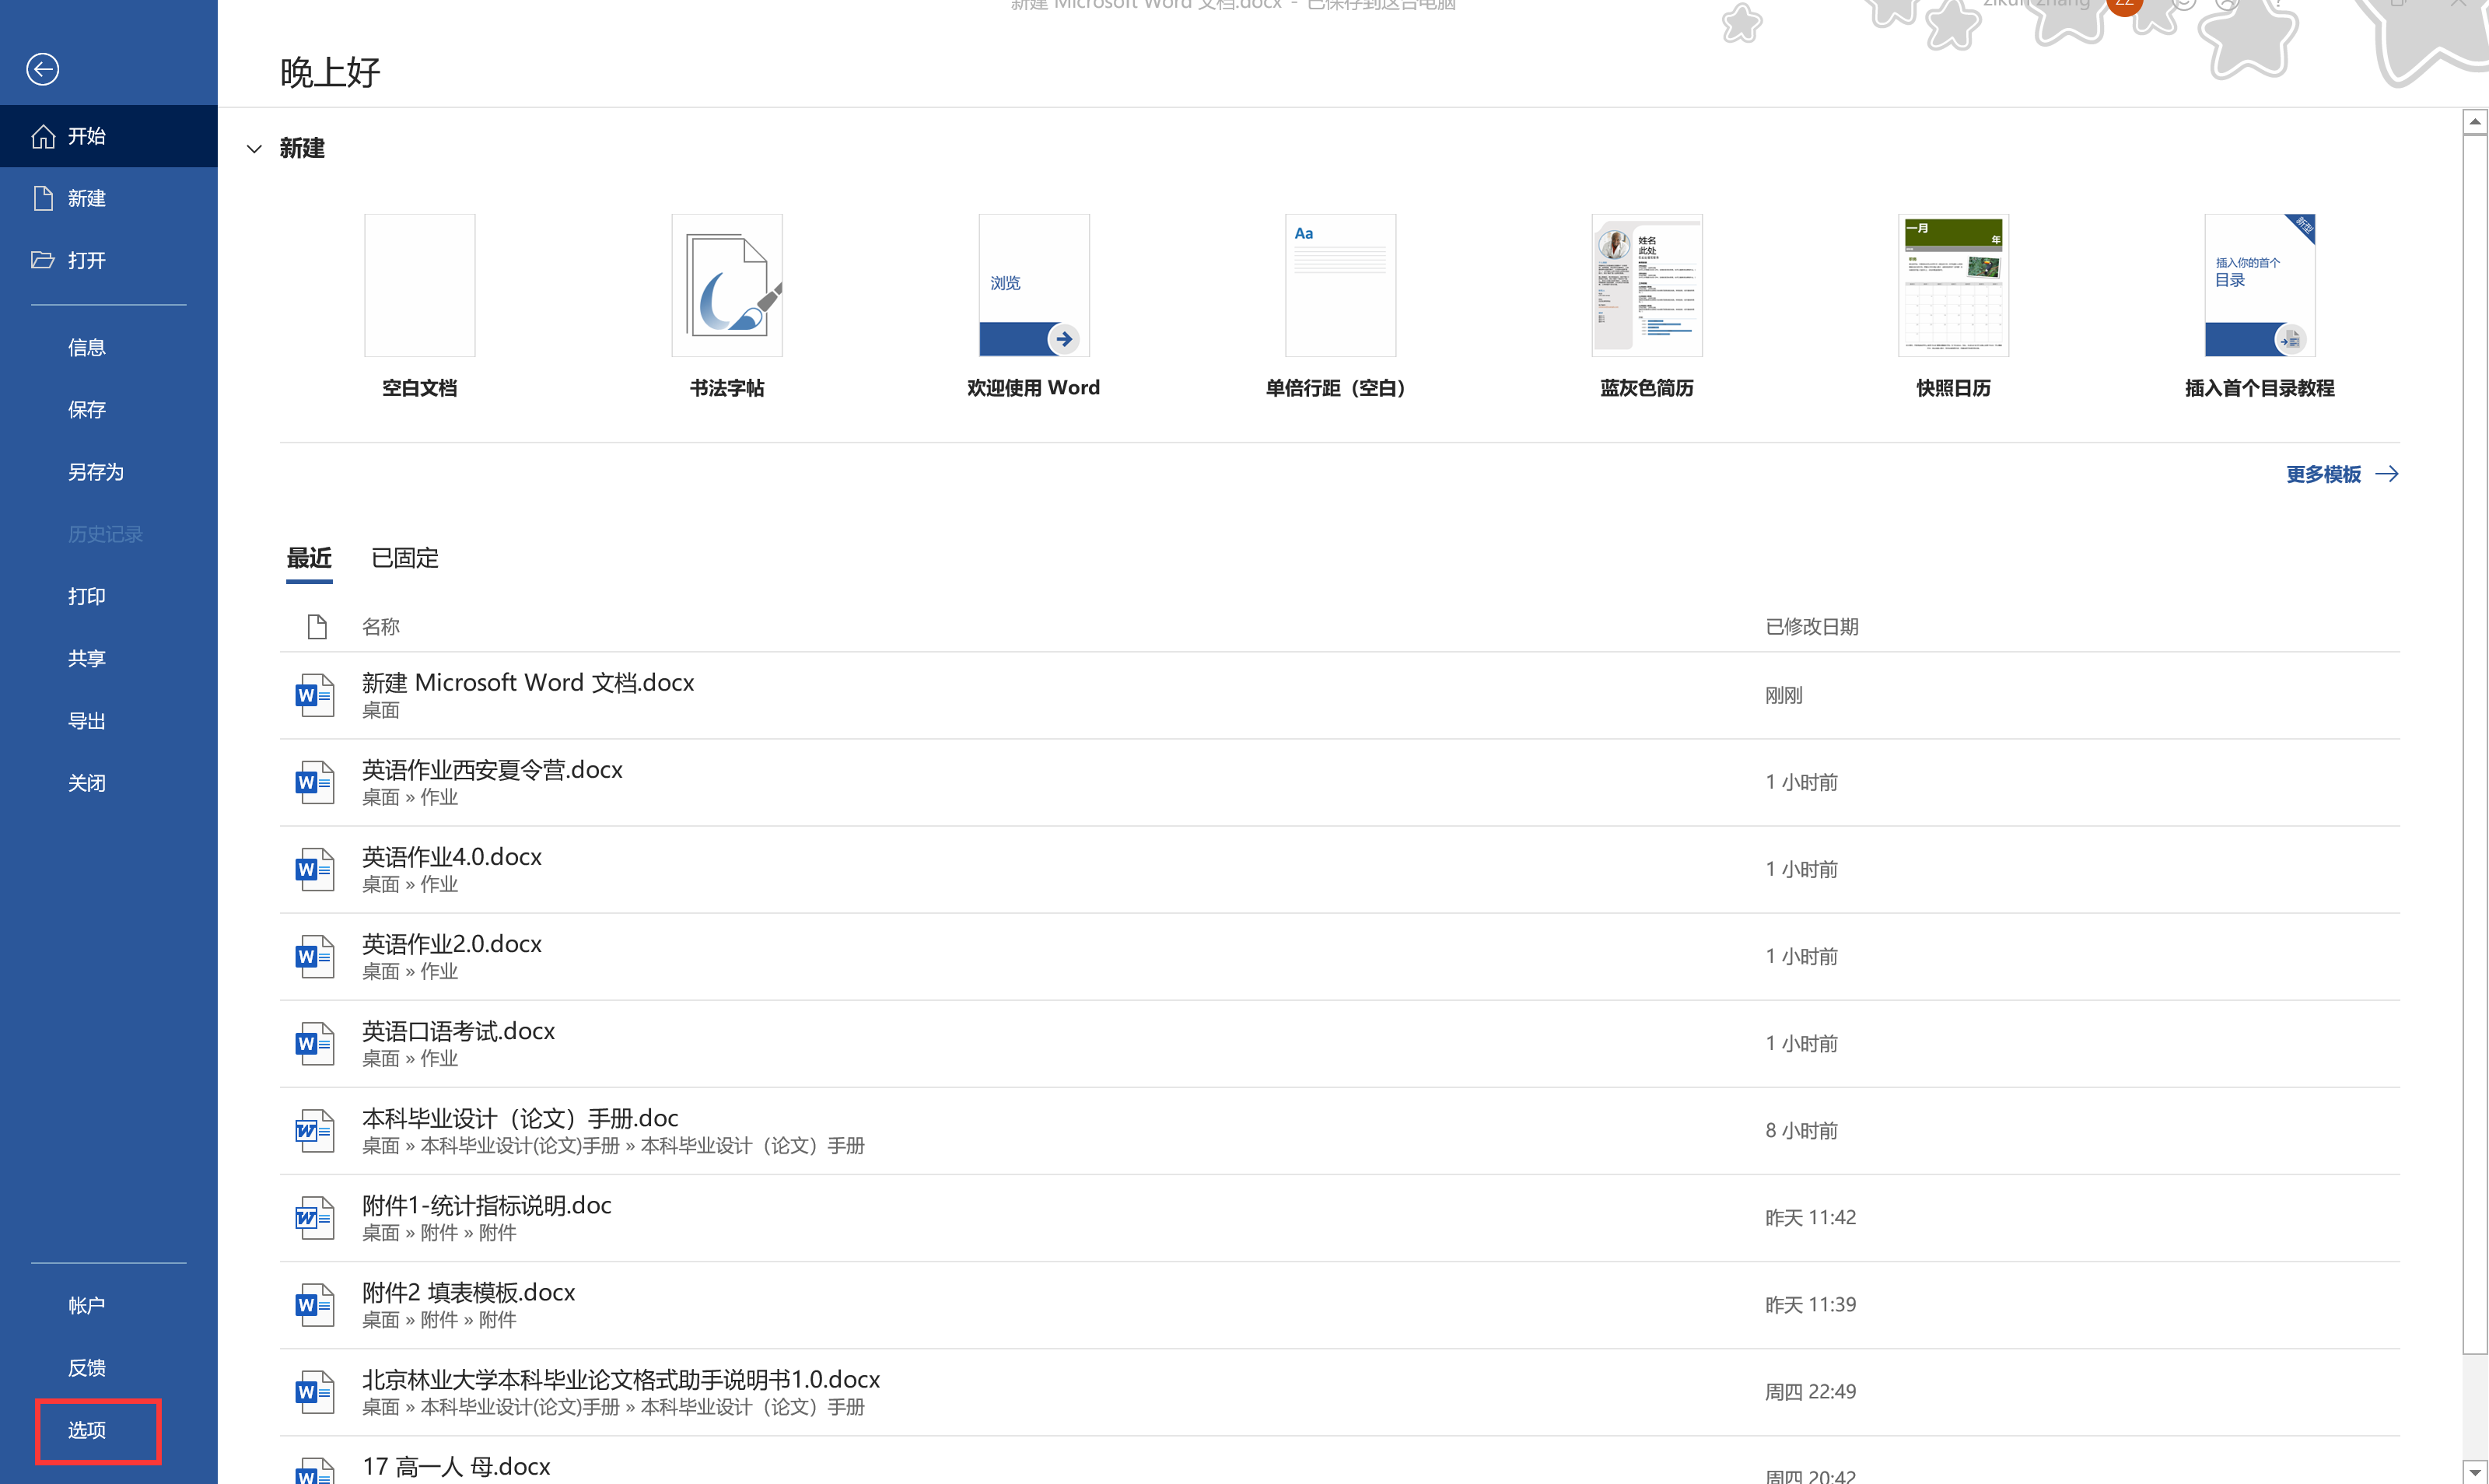 新建 Microsoft Word 文档.docx - 已保存到这台电脑
zikun zhang
ZZ
晚上好
开始
新建
打开
信息
保存
另存为
历史记录
打印
共享
导出
关闭
帐户
反馈
选项
新建
浏览
Aa
姓名
此处
一月
年
新型
插入你的首个
目录
空白文档
书法字帖
欢迎使用 Word
单倍行距（空白）
蓝灰色简历
快照日历
插入首个目录教程
更多模板
最近 已固定
名称 已修改日期
新建 Microsoft Word 文档.docx
桌面
刚刚
英语作业西安夏令营.docx
桌面 » 作业
1 小时前
英语作业4.0.docx
桌面 » 作业
1 小时前
英语作业2.0.docx
桌面 » 作业
1 小时前
英语口语考试.docx
桌面 » 作业
1 小时前
本科毕业设计（论文）手册.doc
桌面 » 本科毕业设计(论文)手册 » 本科毕业设计（论文）手册
8 小时前
附件1-统计指标说明.doc
桌面 » 附件 » 附件
昨天 11:42
附件2 填表模板.docx
桌面 » 附件 » 附件
昨天 11:39
北京林业大学本科毕业论文格式助手说明书1.0.docx
桌面 » 本科毕业设计(论文)手册 » 本科毕业设计（论文）手册
周四 22:49
17 高一人 母.docx
周四 20:42